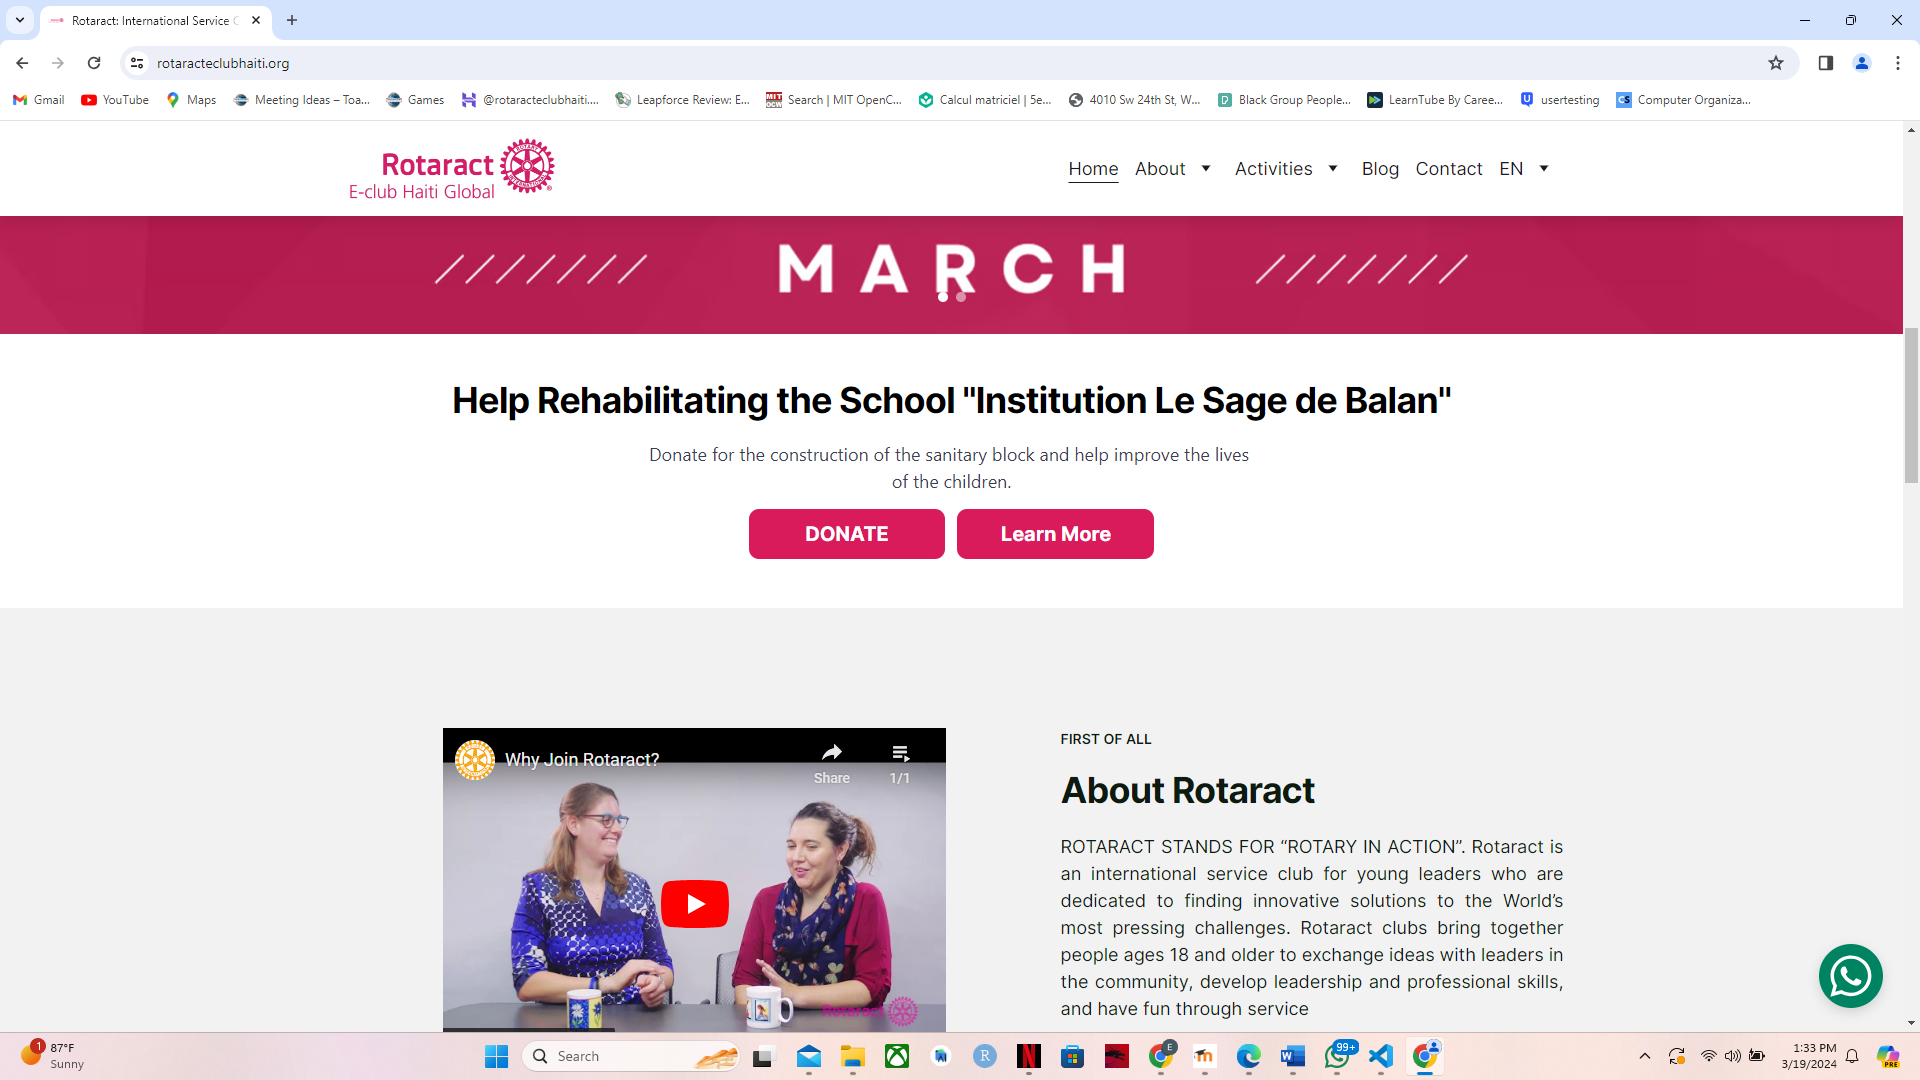 Rotaract: International Service C
rotaracteclubhaiti.org
Gmail
YouTube
Maps
Meeting Ideas – Toa...
Games
@rotaracteclubhaiti....
Leapforce Review: E...
Search | MIT OpenC...
Calcul matriciel | 5e...
4010 Sw 24th St, W...
Black Group People...
LearnTube By Caree...
usertesting
Computer Organiza...
Rotaract
E-club Haiti Global
Home
About
Activities
Blog
Contact
EN
MARCH
Help Rehabilitating the School "Institution Le Sage de Balan"
Donate for the construction of the sanitary block and help improve the lives
of the children.
DONATE
Learn More
Why Join Rotaract?
Share
1/1
FIRST OF ALL
About Rotaract
ROTARACT STANDS FOR “ROTARY IN ACTION”. Rotaract is
an international service club for young leaders who are
dedicated to finding innovative solutions to the World’s
most pressing challenges. Rotaract clubs bring together
people ages 18 and older to exchange ideas with leaders in
the community, develop leadership and professional skills,
and have fun through service
Rotaract
1
87°F
Sunny
Search
99+
1:33 PM
3/19/2024
PRE